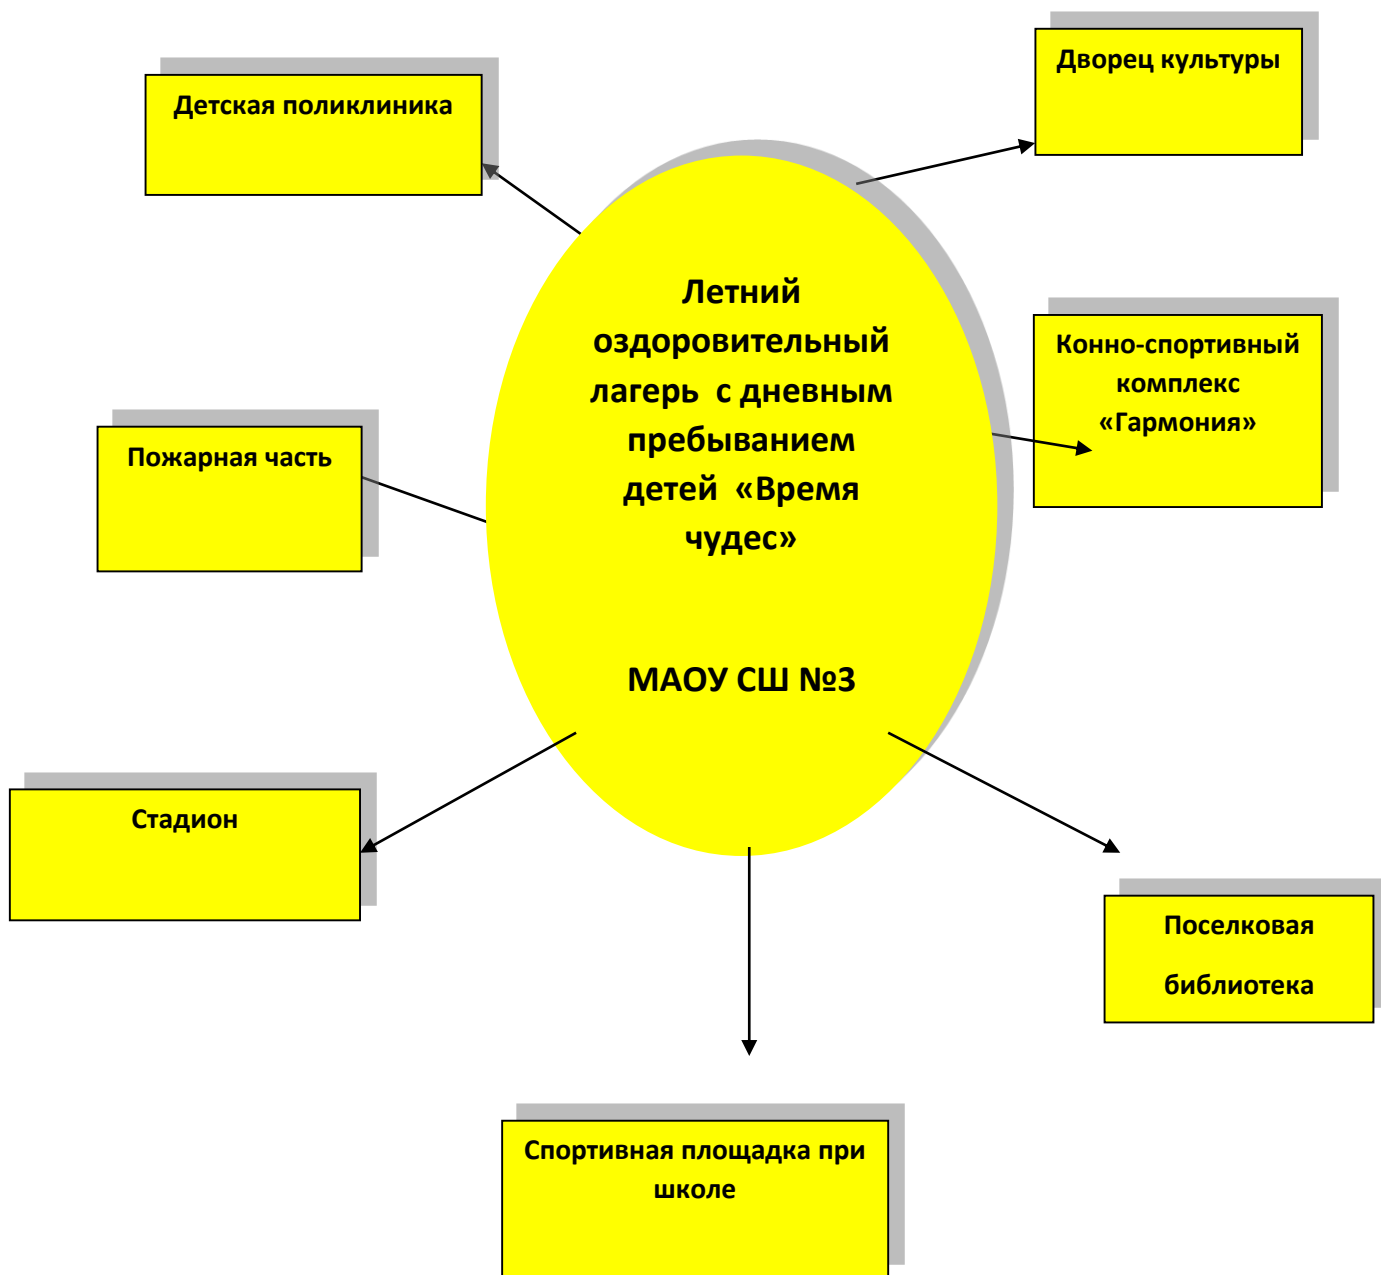 Дворец культуры
Детская поликлиника
Летний
оздоровительный
лагерь с дневным
пребыванием
детей «Время
чудес»
МАОУ СШ №3
Конно-спортивный
комплекс
«Гармония»
Пожарная часть
Стадион
Поселковая
библиотека
Спортивная площадка при
школе